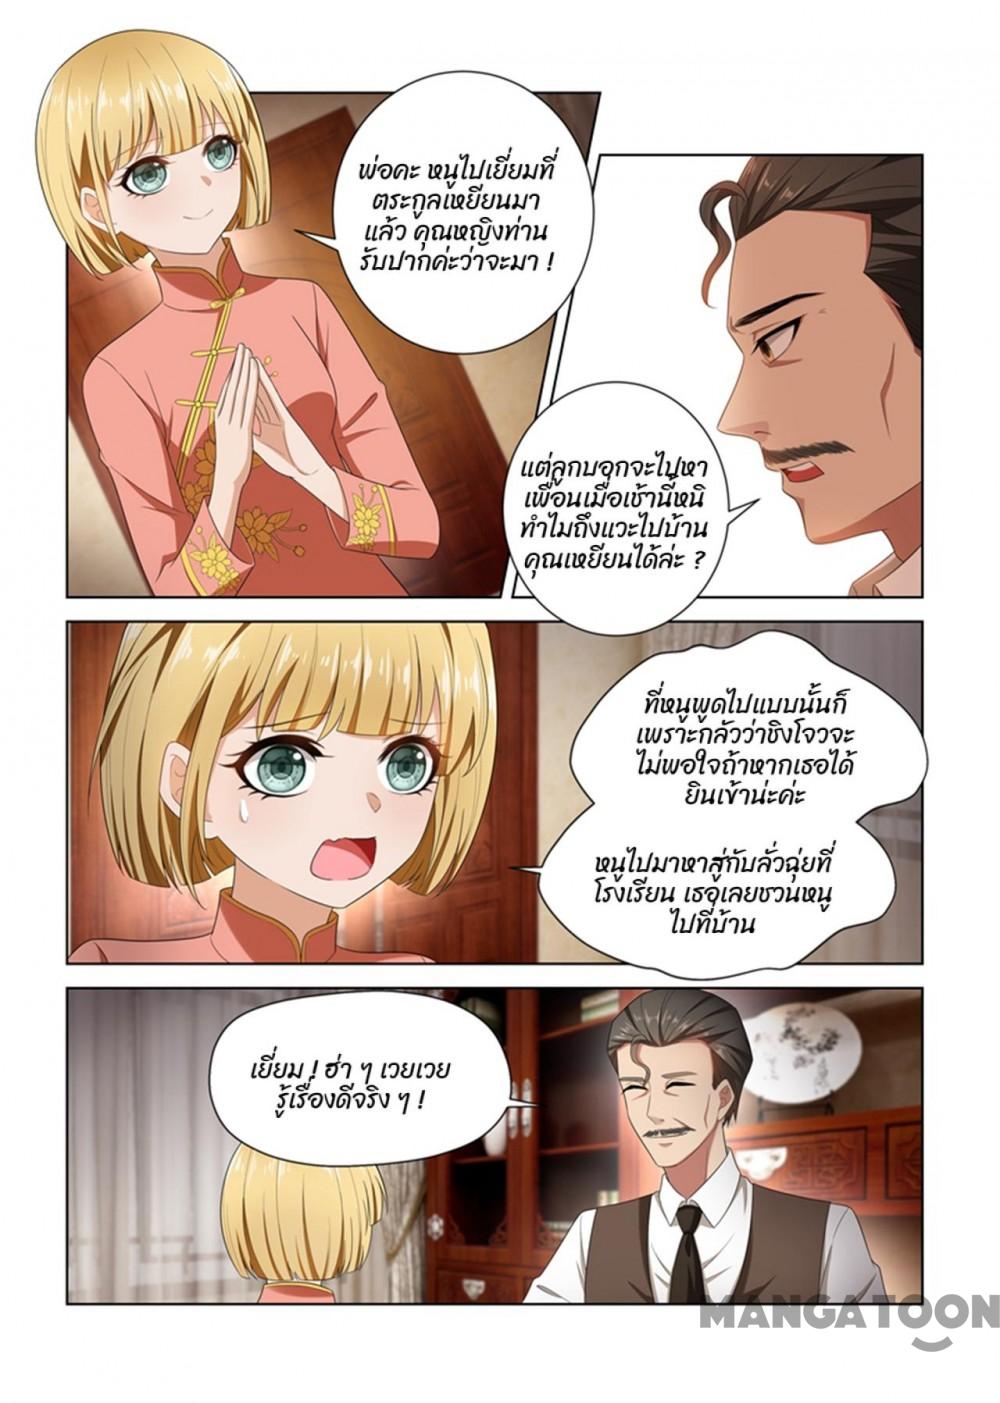 พ่อคะ หนูไปเยี่ยมที่
ตระกูลเหยียนมา
แล้ว คุณหญิงท่าน
รับปากค่ะว่าจะมา !
แต่ลูกบอกจะไปหา
เพื่อนเมื่อเช้านี้หนิ
ทำไมถึงแวะไปบ้าน
คุณเหยียนได้ล่ะ ?
ที่หนูพูดไปแบบนั้นก็
เพราะกลัวว่าชิงโจวจะ
ไม่พอใจถ้าหากเธอได้
ยินเข้าน่ะค่ะ
หนูไปมาหาสู่กับลั่วฉุ่ยที่
โรงเรียน เธอเลยชวนหนู
ไปที่บ้าน
เยี่ยม ! ฮ่า ๆ เวยเวย
รู้เรื่องดีจริง ๆ !
MANGATOON